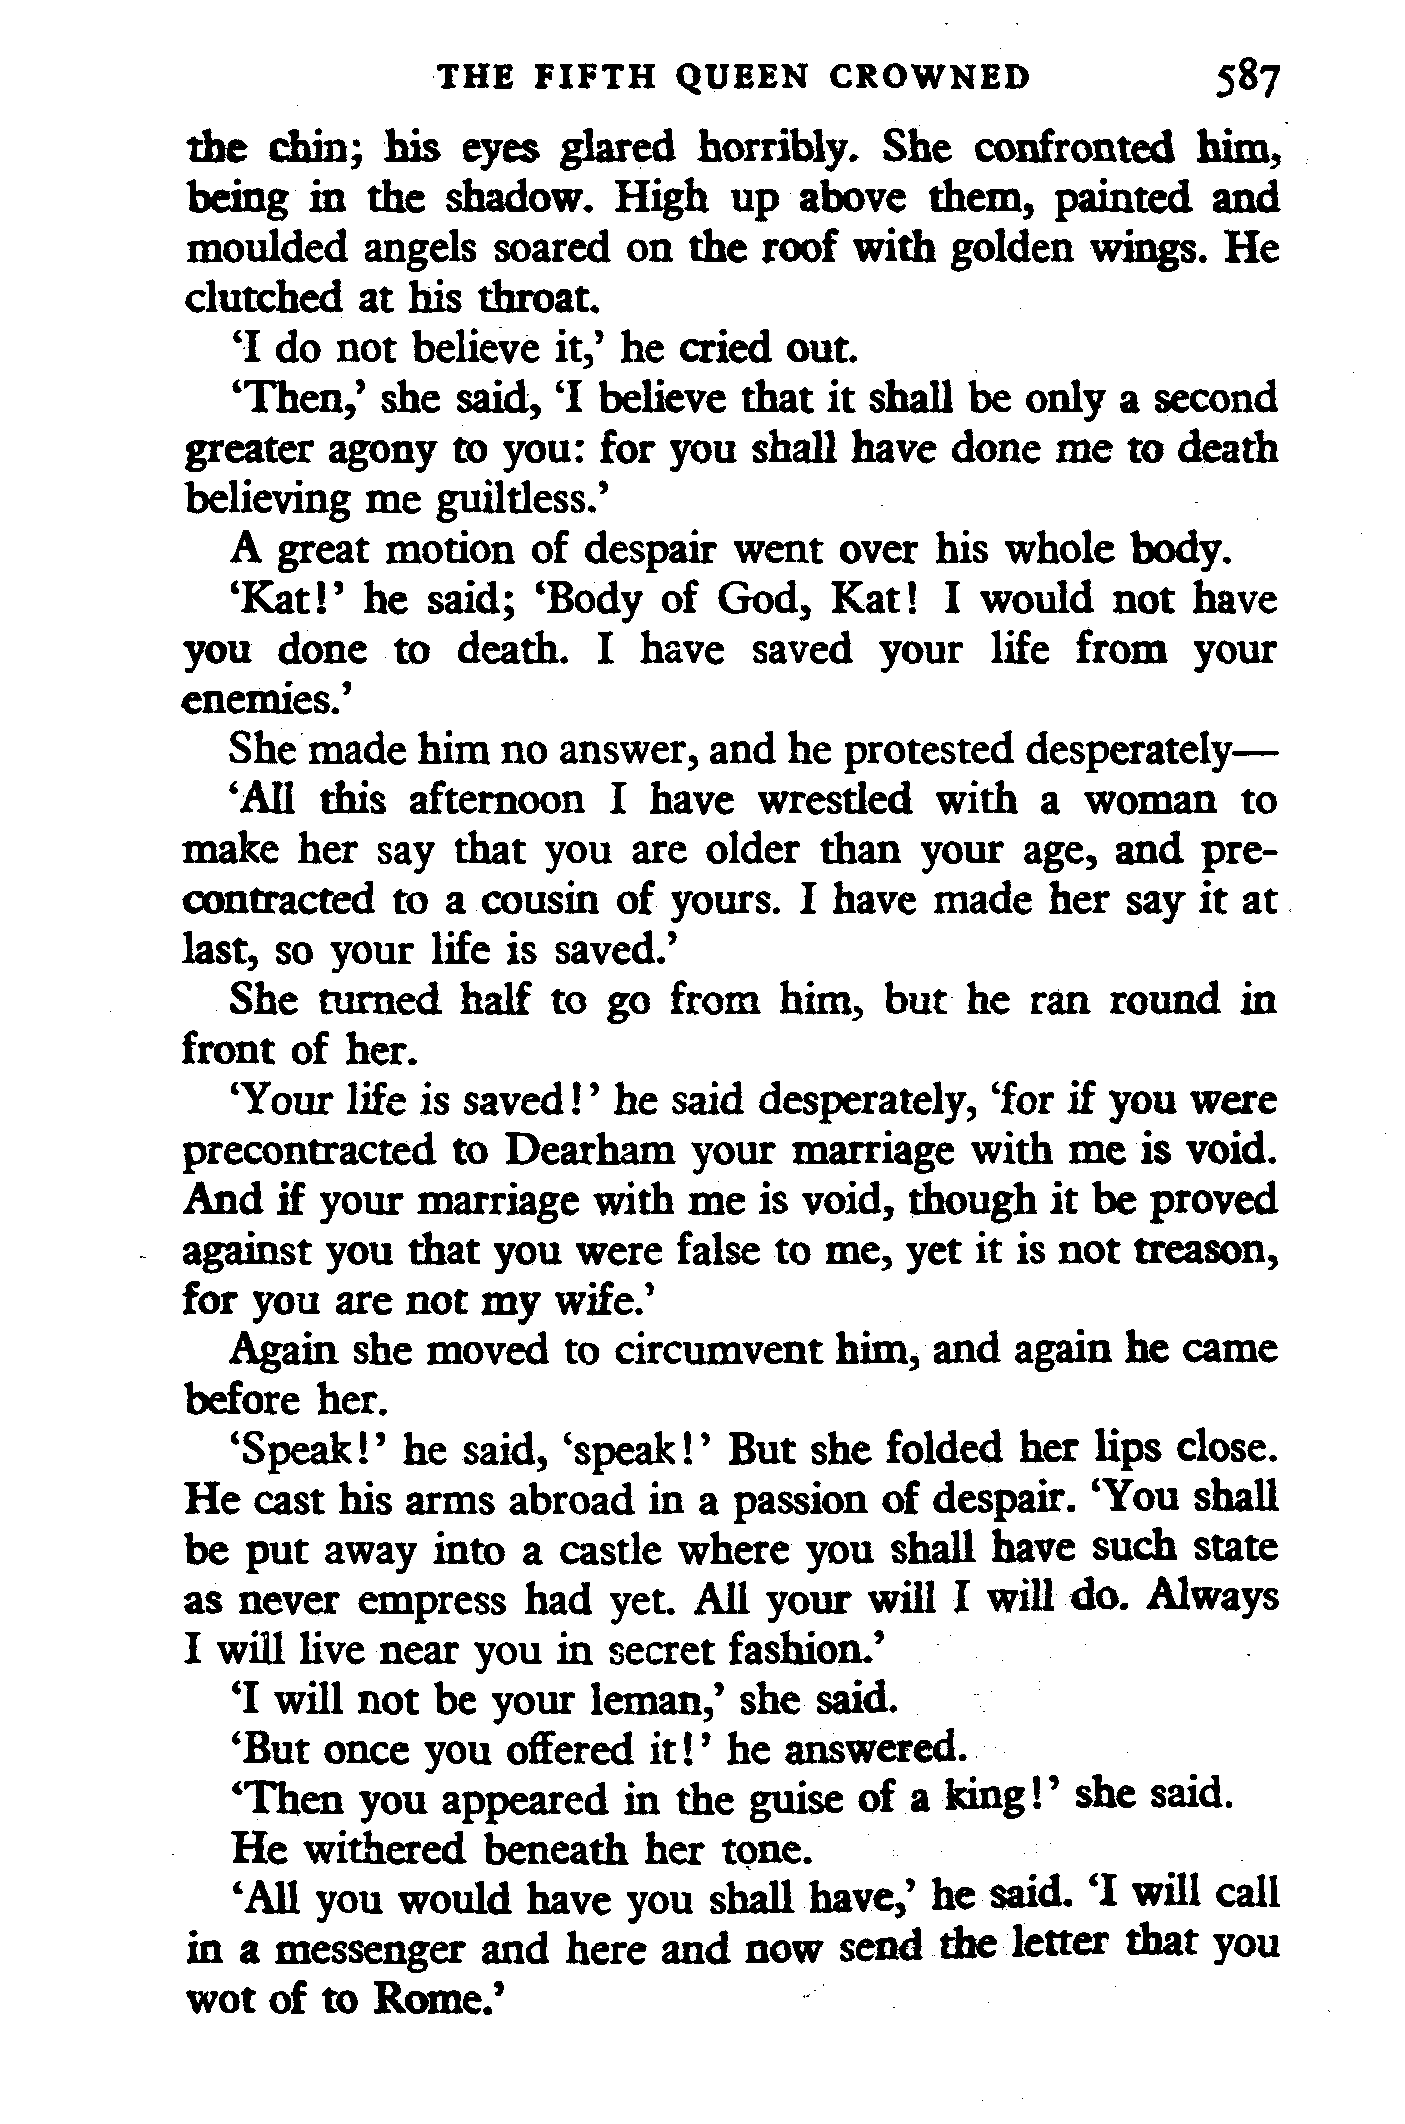 THE FIFTH QUEEN CROWNED 587
the chin; his eyes glared horribly. She confronted him,
being in the shadow. High up above them, painted and
moulded angels soared on the roof with golden wings. He
clutched at his throat.
‘I do not believe it,’ he cried out.
‘Then,’ she said, ‘I believe that it shall be only a second
greater agony to you: for you shall have done me to death
believing me guiltless.’
A great motion of despair went over his whole body.
‘Kat!’ he said; ‘Body of God, Kat! I would not have
you done to death. I have saved your life from your
enemies.’
She made him no answer, and he protested desperately—
‘All this afternoon I have wrestled with a woman to
make her say that you are older than your age, and pre-
contracted to a cousin of yours. I have made her say it at
last, so your life is saved.’
She turned half to go from him, but he ran round in
front of her.
‘Your life is saved!’ he said desperately, ‘for if you were
precontracted to Dearham your marriage with me is void.
And if your marriage with me is void, though it be proved
against you that you were false to me, yet it is not treason,
for you are not my wife.’
Again she moved to circumvent him, and again he came
before her.
‘Speak!’ he said, ‘speak!’ But she folded her lips close.
He cast his arms abroad in a passion of despair. ‘You shall
be put away into a castle where you shall have such state
as never empress had yet. All your will I will do. Always
I will live near you in secret fashion.’
‘I will not be your leman,’ she said.
‘But once you offered it!’ he answered.
‘Then you appeared in the guise of a king!’ she said.
He withered beneath her tone.
‘All you would have you shall have,’ he said. ‘I will call
in a messenger and here and now send the letter that you
wot of to Rome.’